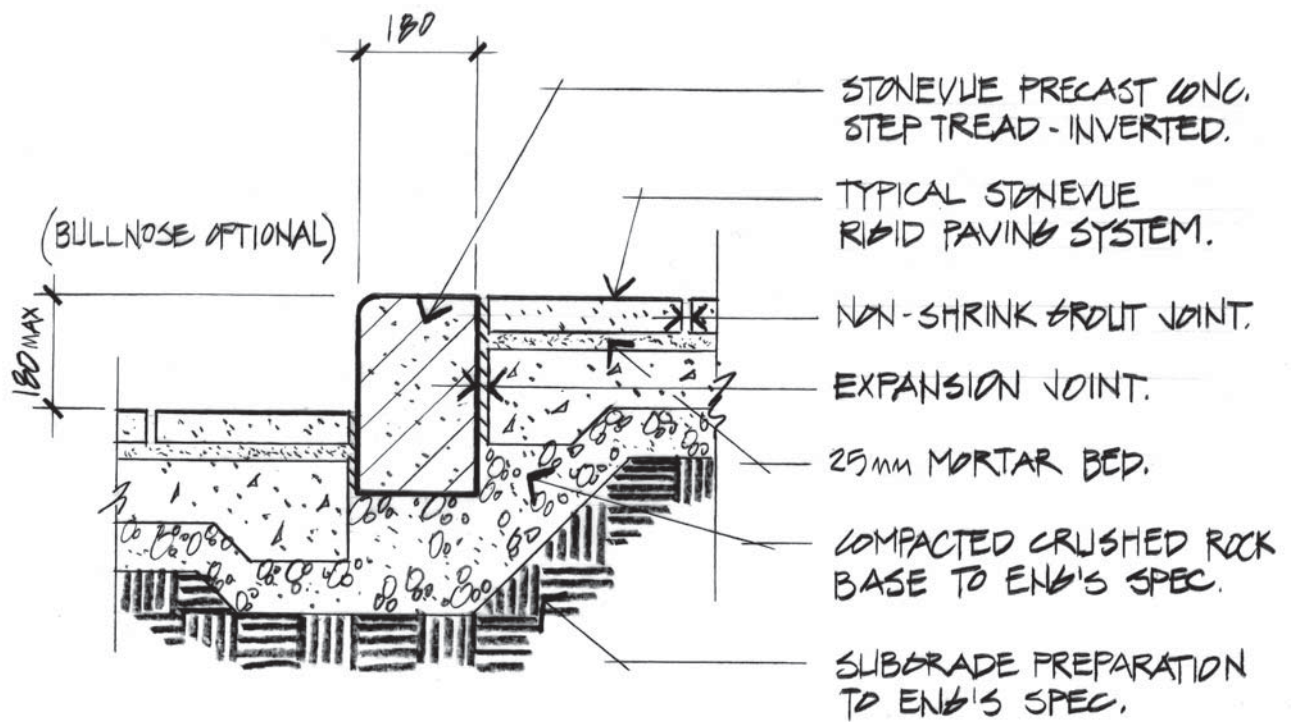 180
STONEVUE PRECAST CONC.
STEP TREAD - INVERTED.
TYPICAL STONEVUE
RIGID PAVING SYSTEM.
(BULLNOSE OPTIONAL)
180 MAX
NON-SHRINK GROUT JOINT.
EXPANSION JOINT.
25mm MORTAR BED.
COMPACTED CRUSHED ROCK
BASE TO ENG'S SPEC.
SUBGRADE PREPARATION
TO ENG'S SPEC.